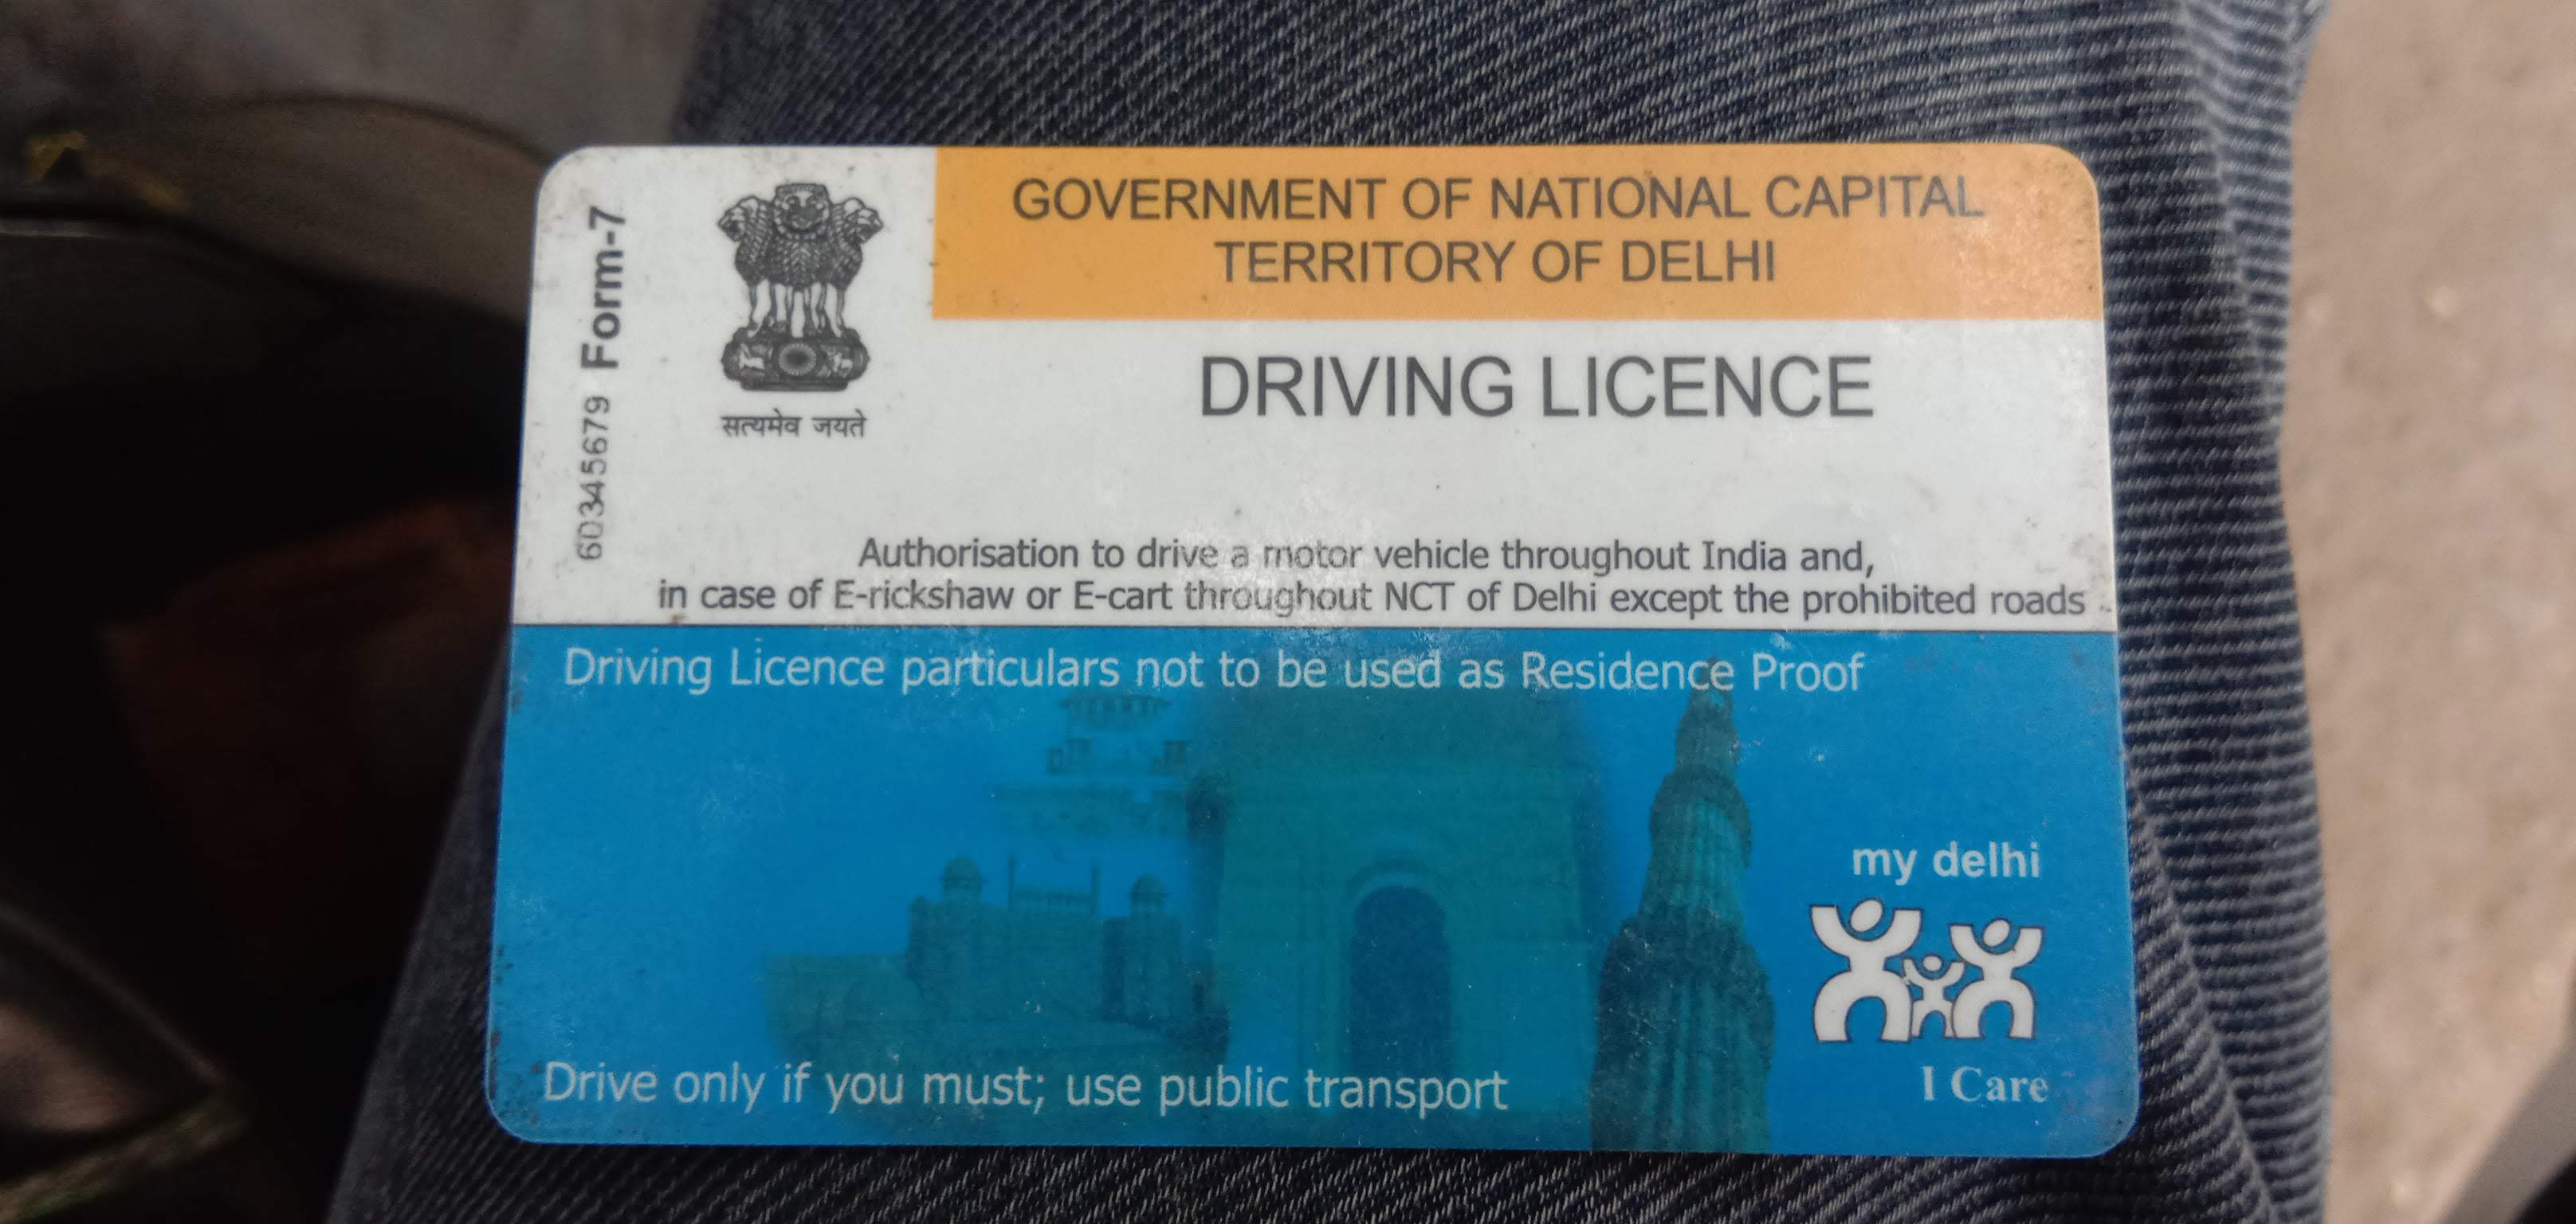 Form-7
60345679
सत्यमेव जयते
GOVERNMENT OF NATIONAL CAPITAL
TERRITORY OF DELHI
DRIVING LICENCE
Authorisation to drive a motor vehicle throughout India and,
in case of E-rickshaw or E-cart throughout NCT of Delhi except the prohibited roads
Driving Licence particulars not to be used as Residence Proof
my delhi
I Care
Drive only if you must; use public transport